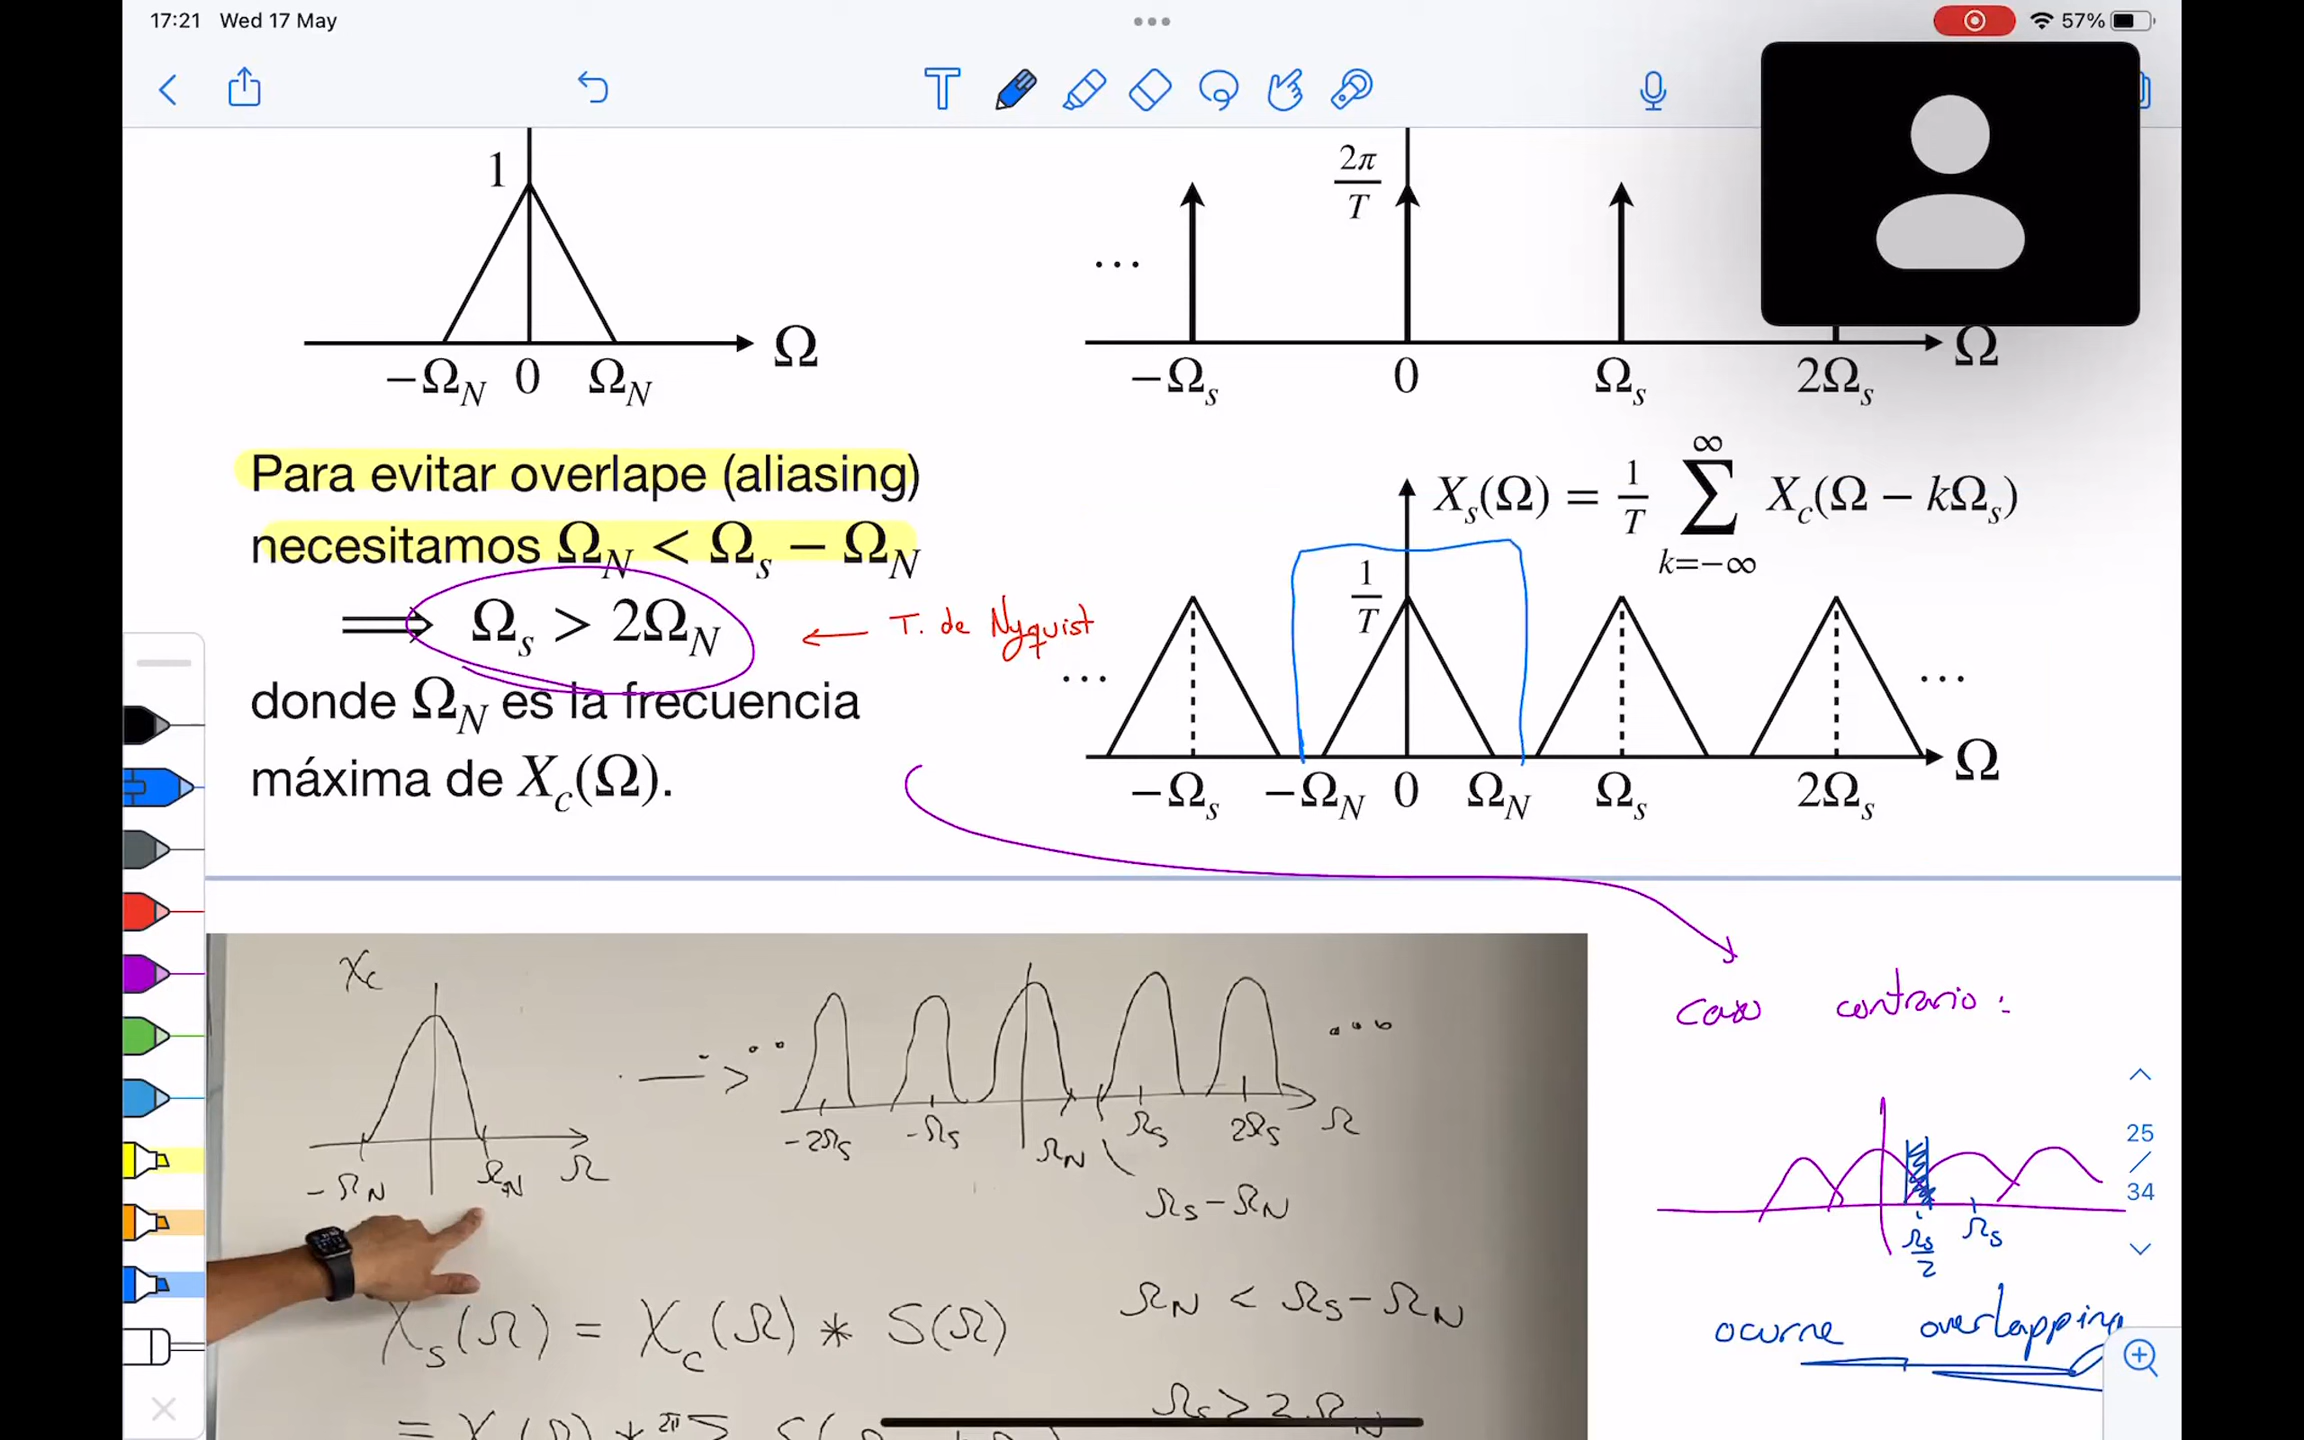 17:21 Wed 17 May
57%
T
1
−Ω_N 0 Ω_N Ω
2π/T
...
−Ω_s 0 Ω_s 2Ω_s Ω
Para evitar overlape (aliasing)
necesitamos Ω_N < Ω_s − Ω_N
⟹ Ω_s > 2Ω_N
← T. de Nyquist
donde Ω_N es la frecuencia
máxima de X_c(Ω).
X_s(Ω) = 1/T ∑_{k=−∞}^{∞} X_c(Ω − kΩ_s)
1/T
... ...
−Ω_s −Ω_N 0 Ω_N Ω_s 2Ω_s Ω
X_c
−Ω_N Ω_N Ω
... ...
−2Ω_s −Ω_s Ω_N Ω_s 2Ω_s Ω
Ω_s − Ω_N
X_s(Ω) = X_c(Ω) * S(Ω)
Ω_N < Ω_s − Ω_N
Ω_s > 2Ω_N
caso contrario:
Ω_s/2 Ω_s
ocurre overlapping
25
/
34